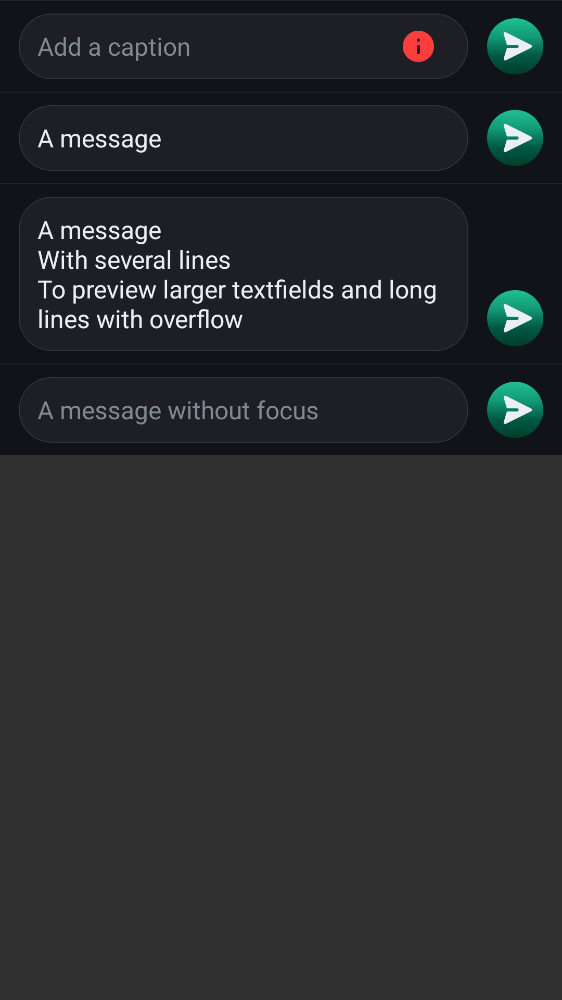 Add a caption
A message
A message
With several lines
To preview larger textfields and long
lines with overflow
A message without focus